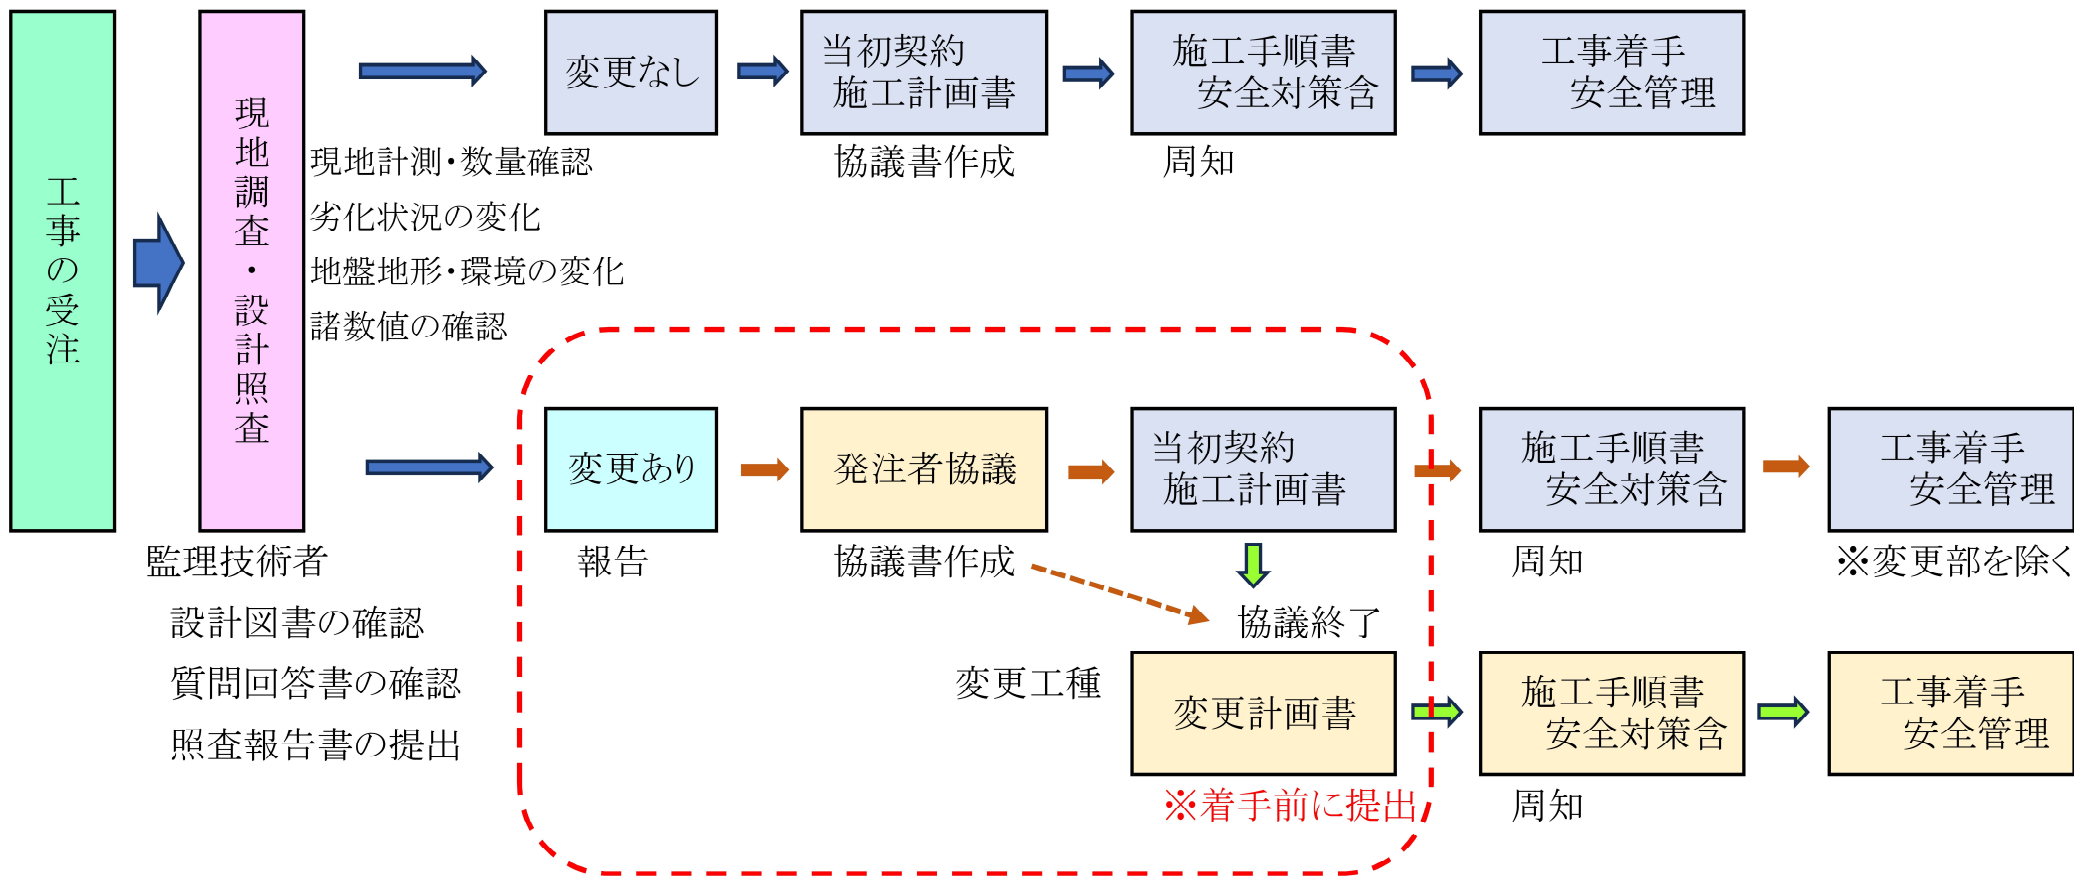 工事の受注
現地調査・設計照査
変更なし
当初契約
施工計画書
施工手順書
安全対策含
工事着手
安全管理
協議書作成
周知
現地計測・数量確認
劣化状況の変化
地盤地形・環境の変化
諸数値の確認
変更あり
発注者協議
当初契約
施工計画書
施工手順書
安全対策含
工事着手
安全管理
監理技術者
設計図書の確認
質問回答書の確認
照査報告書の提出
報告
協議書作成
周知
※変更部を除く
協議終了
変更工種
変更計画書
施工手順書
安全対策含
工事着手
安全管理
※着手前に提出
周知